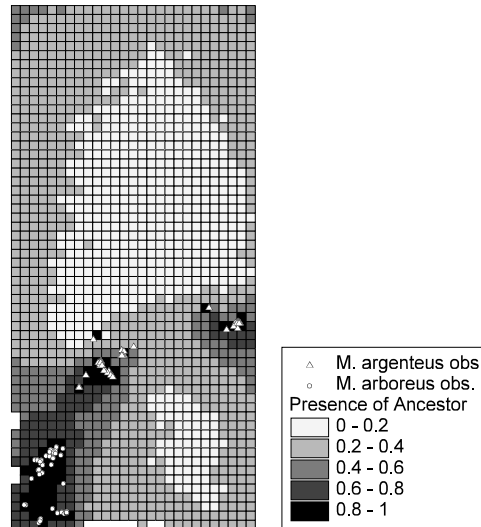 M. argenteus obs
M. arboreus obs.
Presence of Ancestor
0 - 0.2
0.2 - 0.4
0.4 - 0.6
0.6 - 0.8
0.8 - 1